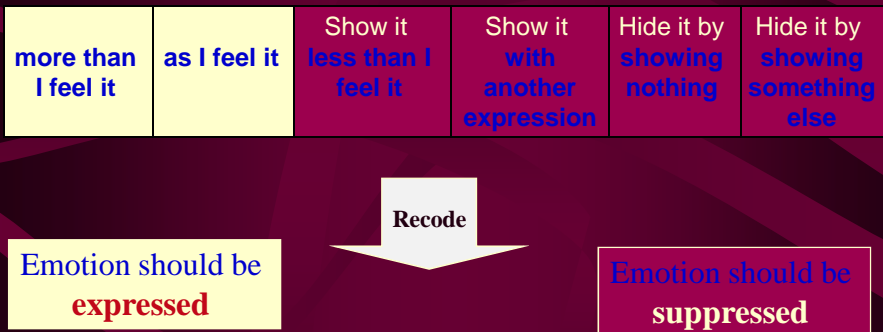 more than
I feel it
as I feel it
Show it
less than I
feel it
Show it
with
another
expression
Hide it by
showing
nothing
Hide it by
showing
something
else
Recode
Emotion should be
expressed
Emotion should be
suppressed